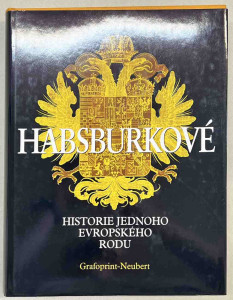 HABSBURKOVÉ
HISTORIE JEDNOHO
EVROPSKÉHO
RODU
Grafoprint-Neubert